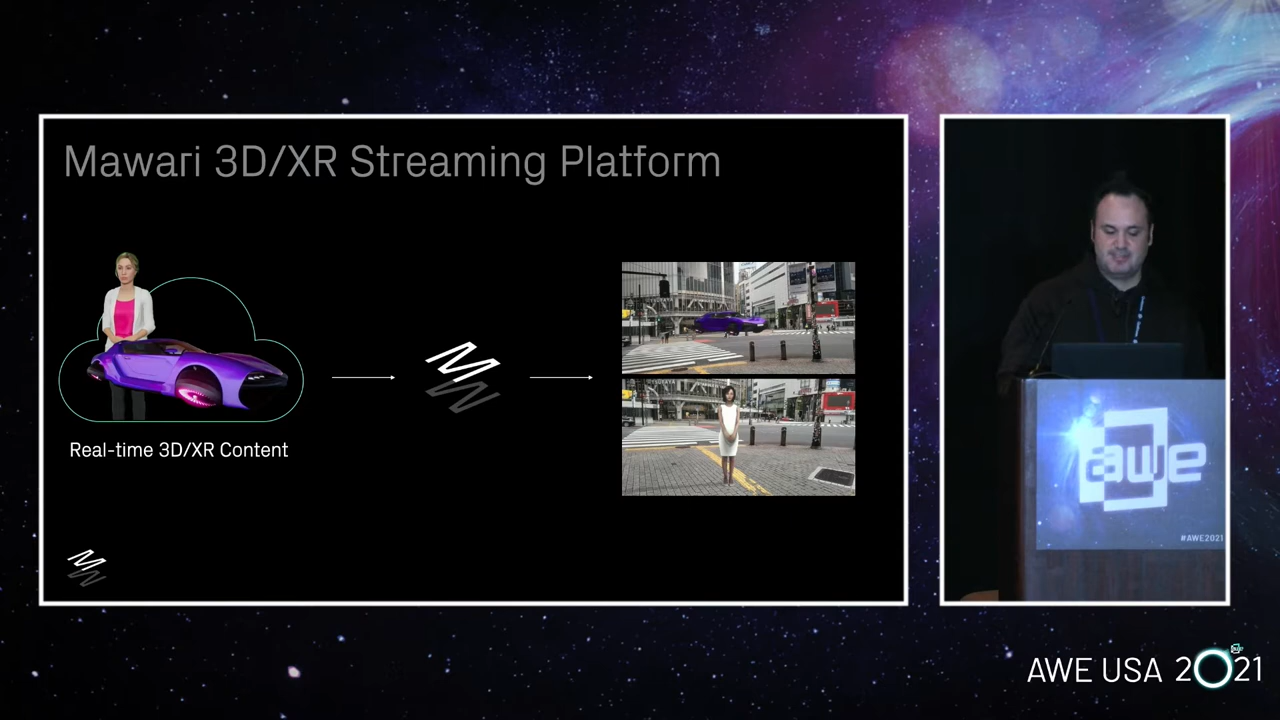 Mawari 3D/XR Streaming Platform
Real-time 3D/XR Content
awe
#AWE2021
AWE USA 2021